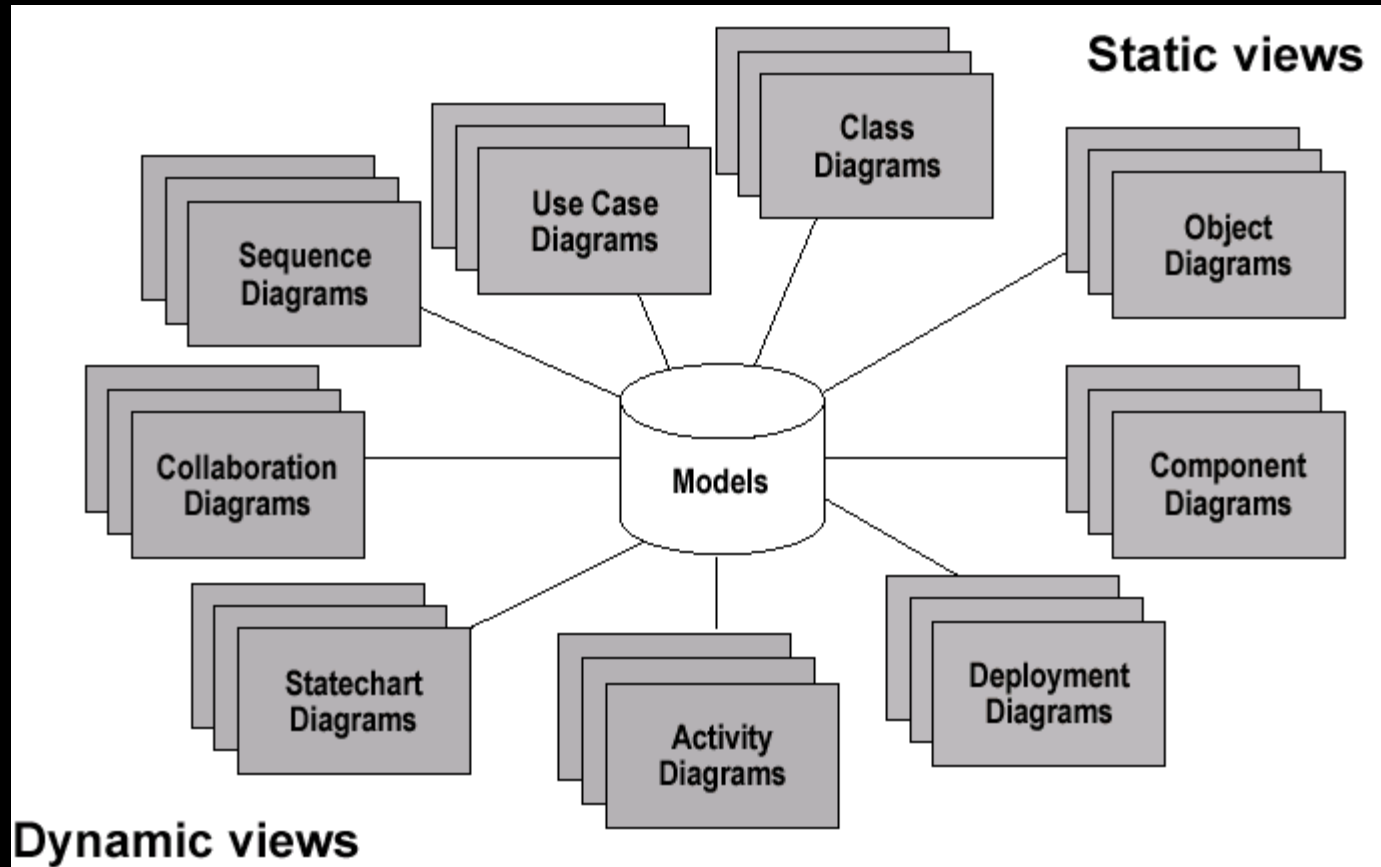 Static views
Class
Diagrams
Use Case
Diagrams
Object
Diagrams
Sequence
Diagrams
Models
Collaboration
Diagrams
Component
Diagrams
Statechart
Diagrams
Activity
Diagrams
Deployment
Diagrams
Dynamic views